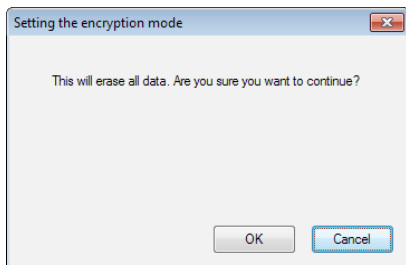 Setting the encryption mode
This will erase all data. Are you sure you want to continue?
OK Cancel